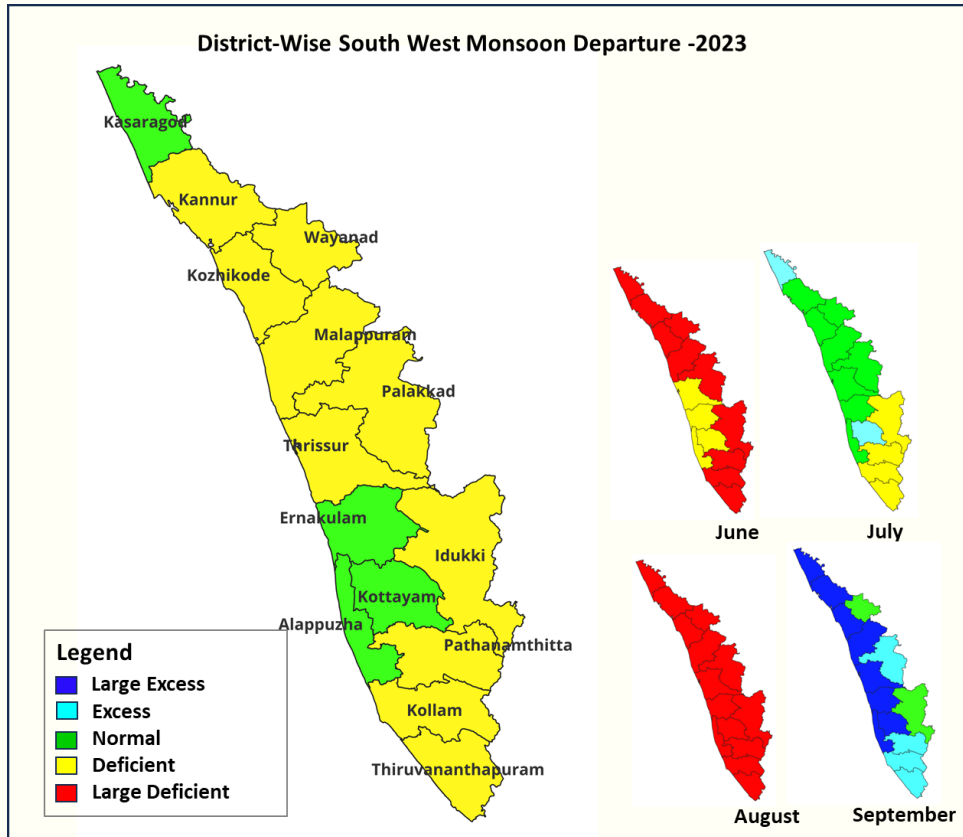 District-Wise South West Monsoon Departure -2023
Kasaragod
Kannur
Wayanad
Kozhikode
Malappuram
Palakkad
Thrissur
Ernakulam
Idukki
Kottayam
Alappuzha
Pathanamthitta
Kollam
Thiruvananthapuram
June
July
August
September
Legend
Large Excess
Excess
Normal
Deficient
Large Deficient